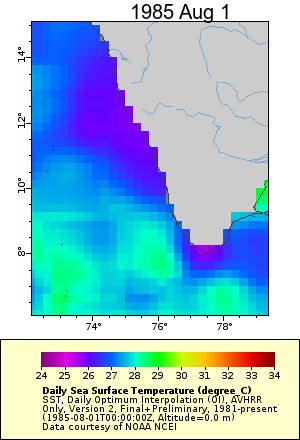 1985 Aug 1
14°
12°
10°
8°
74° 76° 78°
24 25 26 27 28 29 30 31 32 33 34
Daily Sea Surface Temperature (degree_C)
SST, Daily Optimum Interpolation (OI), AVHRR
Only, Version 2, Final+Preliminary, 1981-present
(1985-08-01T00:00:00Z, Altitude=0.0 m)
Data courtesy of NOAA NCEI